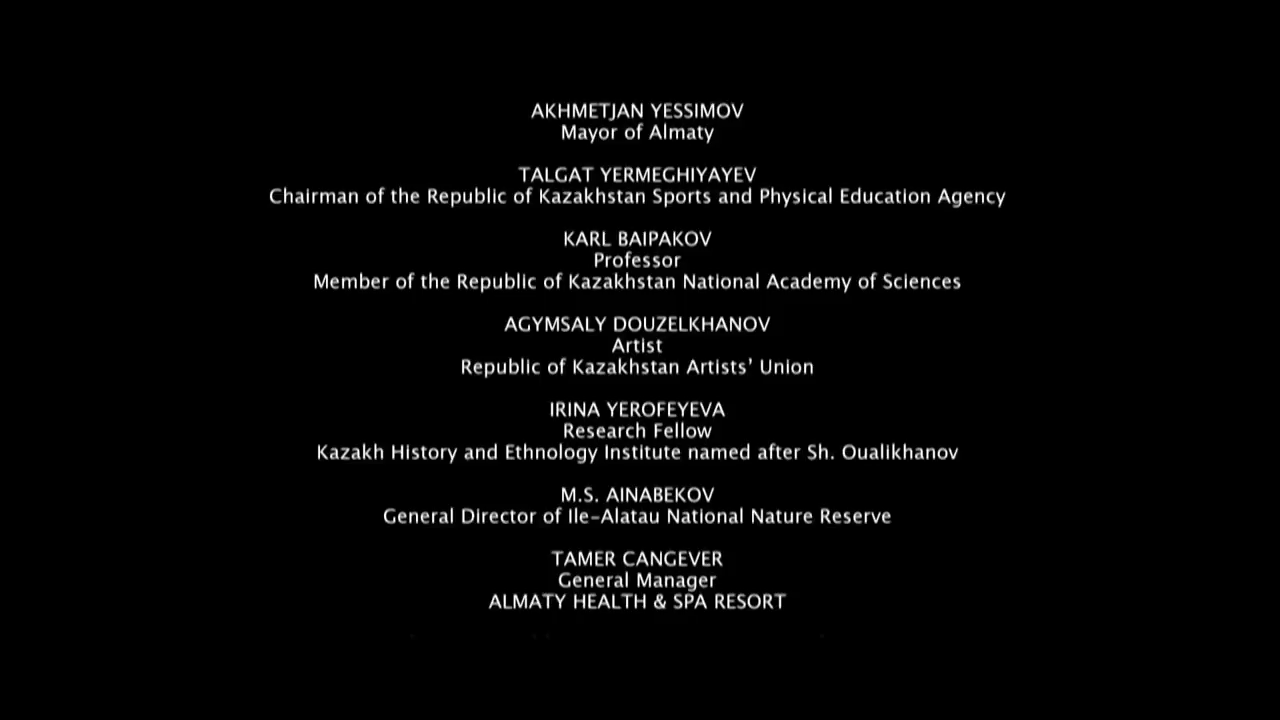 AKHMETJAN YESSIMOV
Mayor of Almaty
TALGAT YERMEGHIYAYEV
Chairman of the Republic of Kazakhstan Sports and Physical Education Agency
KARL BAIPAKOV
Professor
Member of the Republic of Kazakhstan National Academy of Sciences
AGYMSALY DOUZELKHANOV
Artist
Republic of Kazakhstan Artists’ Union
IRINA YEROFEYEVA
Research Fellow
Kazakh History and Ethnology Institute named after Sh. Oualikhanov
M.S. AINABEKOV
General Director of Ile-Alatau National Nature Reserve
TAMER CANGEVER
General Manager
ALMATY HEALTH & SPA RESORT